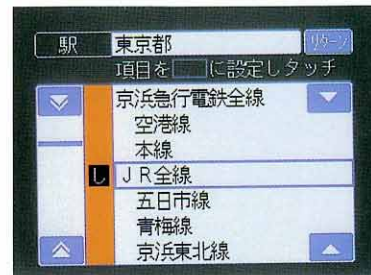 駅 東京都 リターン
項目を に設定しタッチ
京浜急行電鉄全線
空港線
本線
し JR全線
五日市線
青梅線
京浜東北線